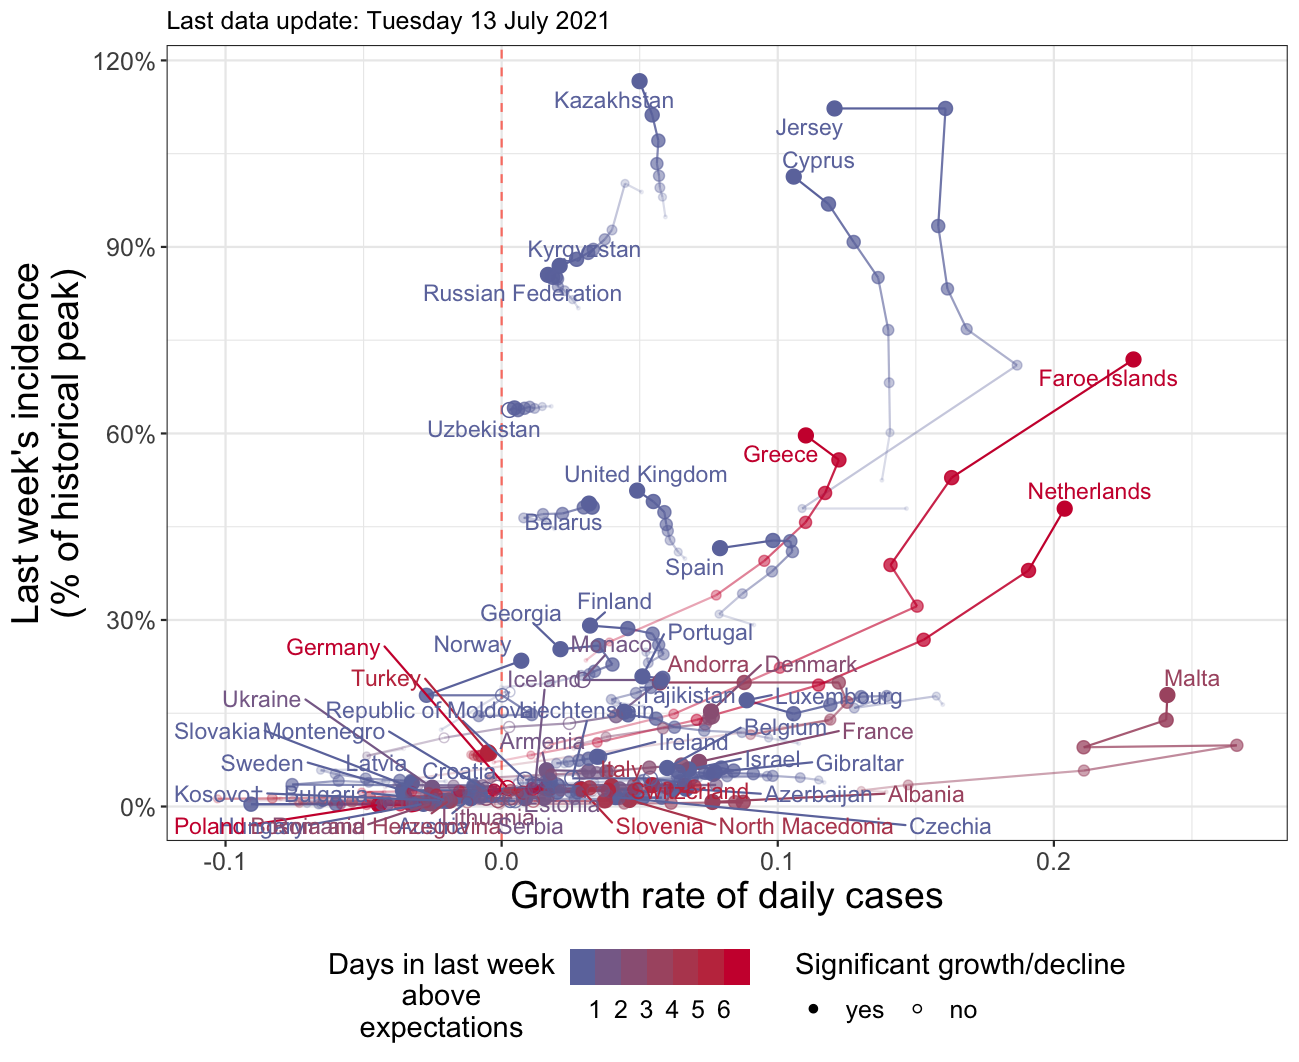 Last data update: Tuesday 13 July 2021
Last week's incidence
(% of historical peak)
120%
90%
60%
30%
0%
Kazakhstan
Jersey
Cyprus
Kyrgyzstan
Russian Federation
Faroe Islands
Uzbekistan
Greece
United Kingdom
Netherlands
Belarus
Spain
Finland
Georgia
Portugal
Norway
Monaco
Germany
Andorra
Denmark
Turkey
Iceland
Malta
Ukraine
Tajikistan
Luxembourg
Republic of Moldova
Liechtenstein
Slovakia
Montenegro
Armenia
Belgium
France
Ireland
Sweden
Latvia
Croatia
Italy
Israel
Gibraltar
Kosovo
Bulgaria
Switzerland
Azerbaijan
Albania
Estonia
Lithuania
Poland
Hungary
Romania
Austria
Serbia
Slovenia
North Macedonia
Czechia
-0.1
0.0
0.1
0.2
Growth rate of daily cases
Days in last week
above
expectations
1 2 3 4 5 6
Significant growth/decline
yes
no